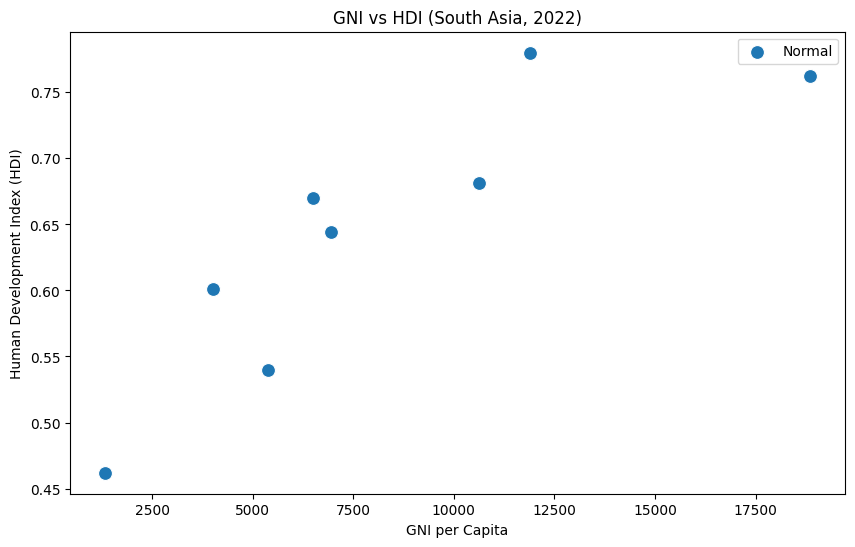 GNI vs HDI (South Asia, 2022)
Normal
Human Development Index (HDI)
0.75
0.70
0.65
0.60
0.55
0.50
0.45
2500 5000 7500 10000 12500 15000 17500
GNI per Capita